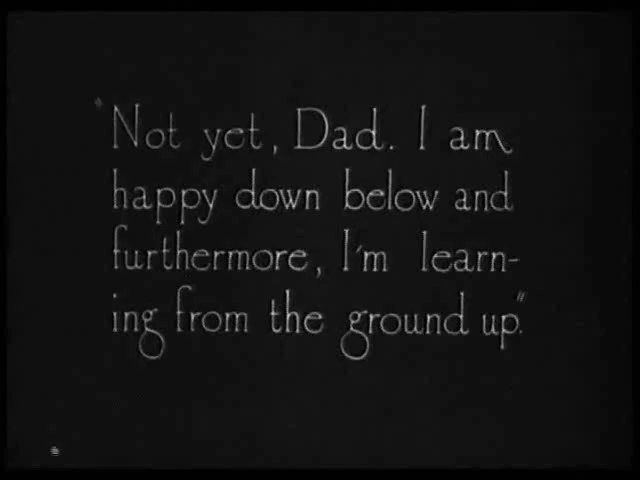 "Not yet, Dad. I am
happy down below and
furthermore, I'm learn-
ing from the ground up."